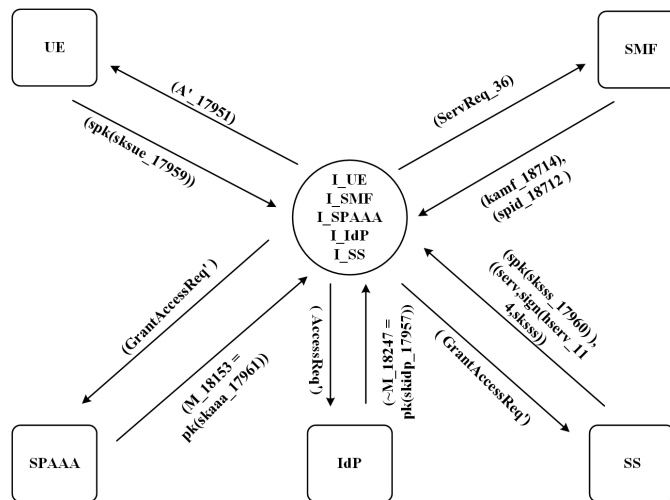 UE
SMF
(A'_17951)
(spk(sksue_17959))
(ServReq_36)
(kamf_18714),
(spid_18712 )
I_UE
I_SMF
I_SPAAA
I_IdP
I_SS
(GrantAccessReq')
(M_18153 =
pk(skaaa_17961))
( AccessReq')
(~M_18247 =
pk(skidp_17957))
( GrantAccessReq')
(spk(sksss_17960)),
((serv,sign(hserv_11
4,sksss))
SPAAA
IdP
SS